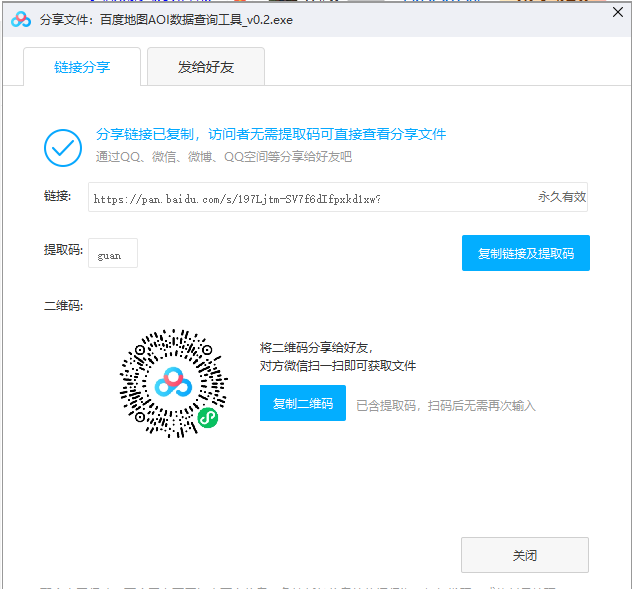 分享文件：百度地图AOI数据查询工具_v0.2.exe
链接分享
发给好友
分享链接已复制，访问者无需提取码可直接查看分享文件
通过QQ、微信、微博、QQ空间等分享给好友吧
链接: https://pan.baidu.com/s/197Ljtm-SV7f6dIfpxkd1xw? 永久有效
提取码: guan 复制链接及提取码
二维码:
将二维码分享给好友，
对方微信扫一扫即可获取文件
复制二维码 已含提取码，扫码后无需再次输入
关闭